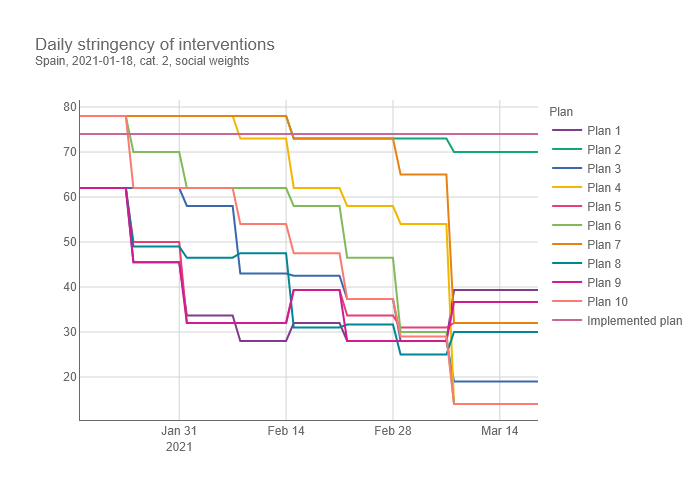 Daily stringency of interventions
Spain, 2021-01-18, cat. 2, social weights
80
70
60
50
40
30
20
Jan 31
2021
Feb 14
Feb 28
Mar 14
Plan
Plan 1
Plan 2
Plan 3
Plan 4
Plan 5
Plan 6
Plan 7
Plan 8
Plan 9
Plan 10
Implemented plan